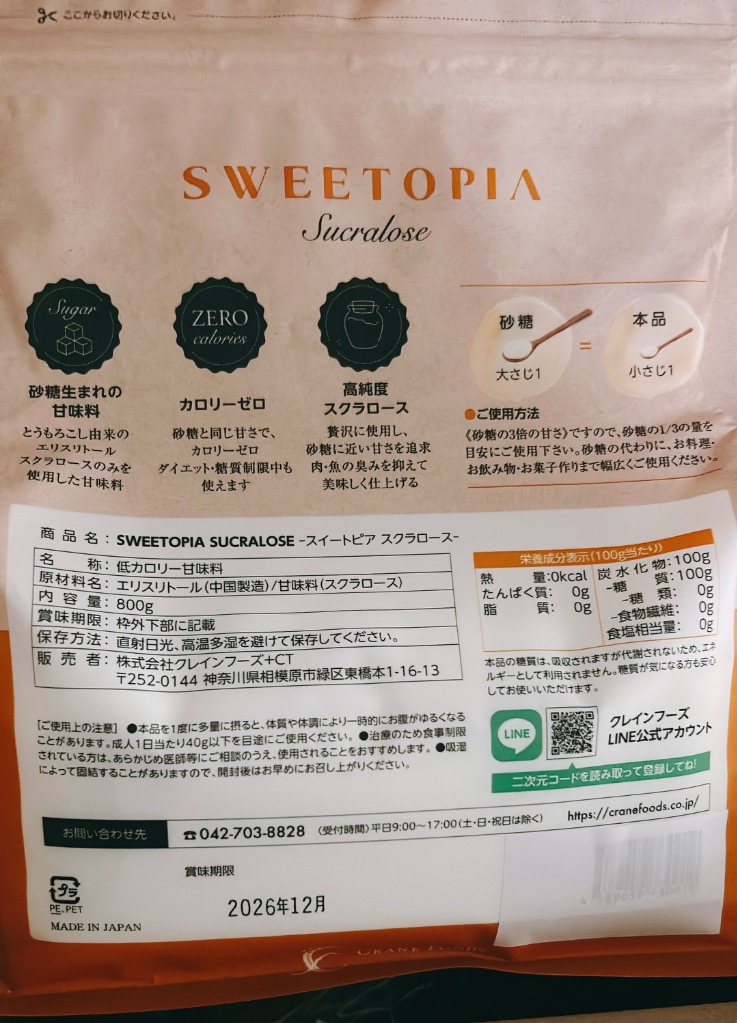 ここからお切りください。
SWEETOPIA
Sucralose
Sugar
砂糖生まれの
甘味料
とうもろこし由来の
エリスリトール
スクラロースのみを
使用した甘味料
ZERO
calories
カロリーゼロ
砂糖と同じ甘さで、
カロリーゼロ
ダイエット・糖質制限中も
使えます
高純度
スクラロース
贅沢に使用し、
砂糖に近い甘さを追求
肉・魚の臭みを抑えて
美味しく仕上げる
砂糖
大さじ1
=
本品
小さじ1
●ご使用方法
《砂糖の3倍の甘さ》ですので、砂糖の1/3の量を
目安にご使用下さい。砂糖の代わりに、お料理・
お飲み物・お菓子作りまで幅広くご使用ください。
商品名：SWEETOPIA SUCRALOSE -スイートピア スクラロース-
名称：低カロリー甘味料
原材料名：エリスリトール(中国製造)/甘味料(スクラロース)
内容量：800g
賞味期限：枠外下部に記載
保存方法：直射日光、高温多湿を避けて保存してください。
販売者：株式会社クレインフーズ+CT
〒252-0144 神奈川県相模原市緑区東橋本1-16-13
栄養成分表示(100g当たり)
熱量：0kcal
たんぱく質：0g
脂質：0g
炭水化物：100g
-糖質：100g
-糖類：0g
-食物繊維：0g
食塩相当量：0g
本品の糖質は、吸収されますが代謝されないため、エネ
ルギーとして利用されません。糖質が気になる方も安心
してお使いいただけます。
[ご使用上の注意] ●本品を1度に多量に摂ると、体質や体調により一時的にお腹がゆるくなる
ことがあります。成人1日当たり40g以下を目途にご使用ください。●治療のため食事制限
されている方は、あらかじめ医師等にご相談のうえ、使用されることをおすすめします。●吸湿
によって固結することがありますので、開封後はお早めにお召し上がりください。
LINE
クレインフーズ
LINE公式アカウント
二次元コードを読み取って登録してね!
お問い合わせ先
☎042-703-8828 〈受付時間〉平日9:00〜17:00(土・日・祝日は除く)
https://cranefoods.co.jp/
賞味期限
2026年12月
プラ
PE,PET
MADE IN JAPAN
CRANE FOODS